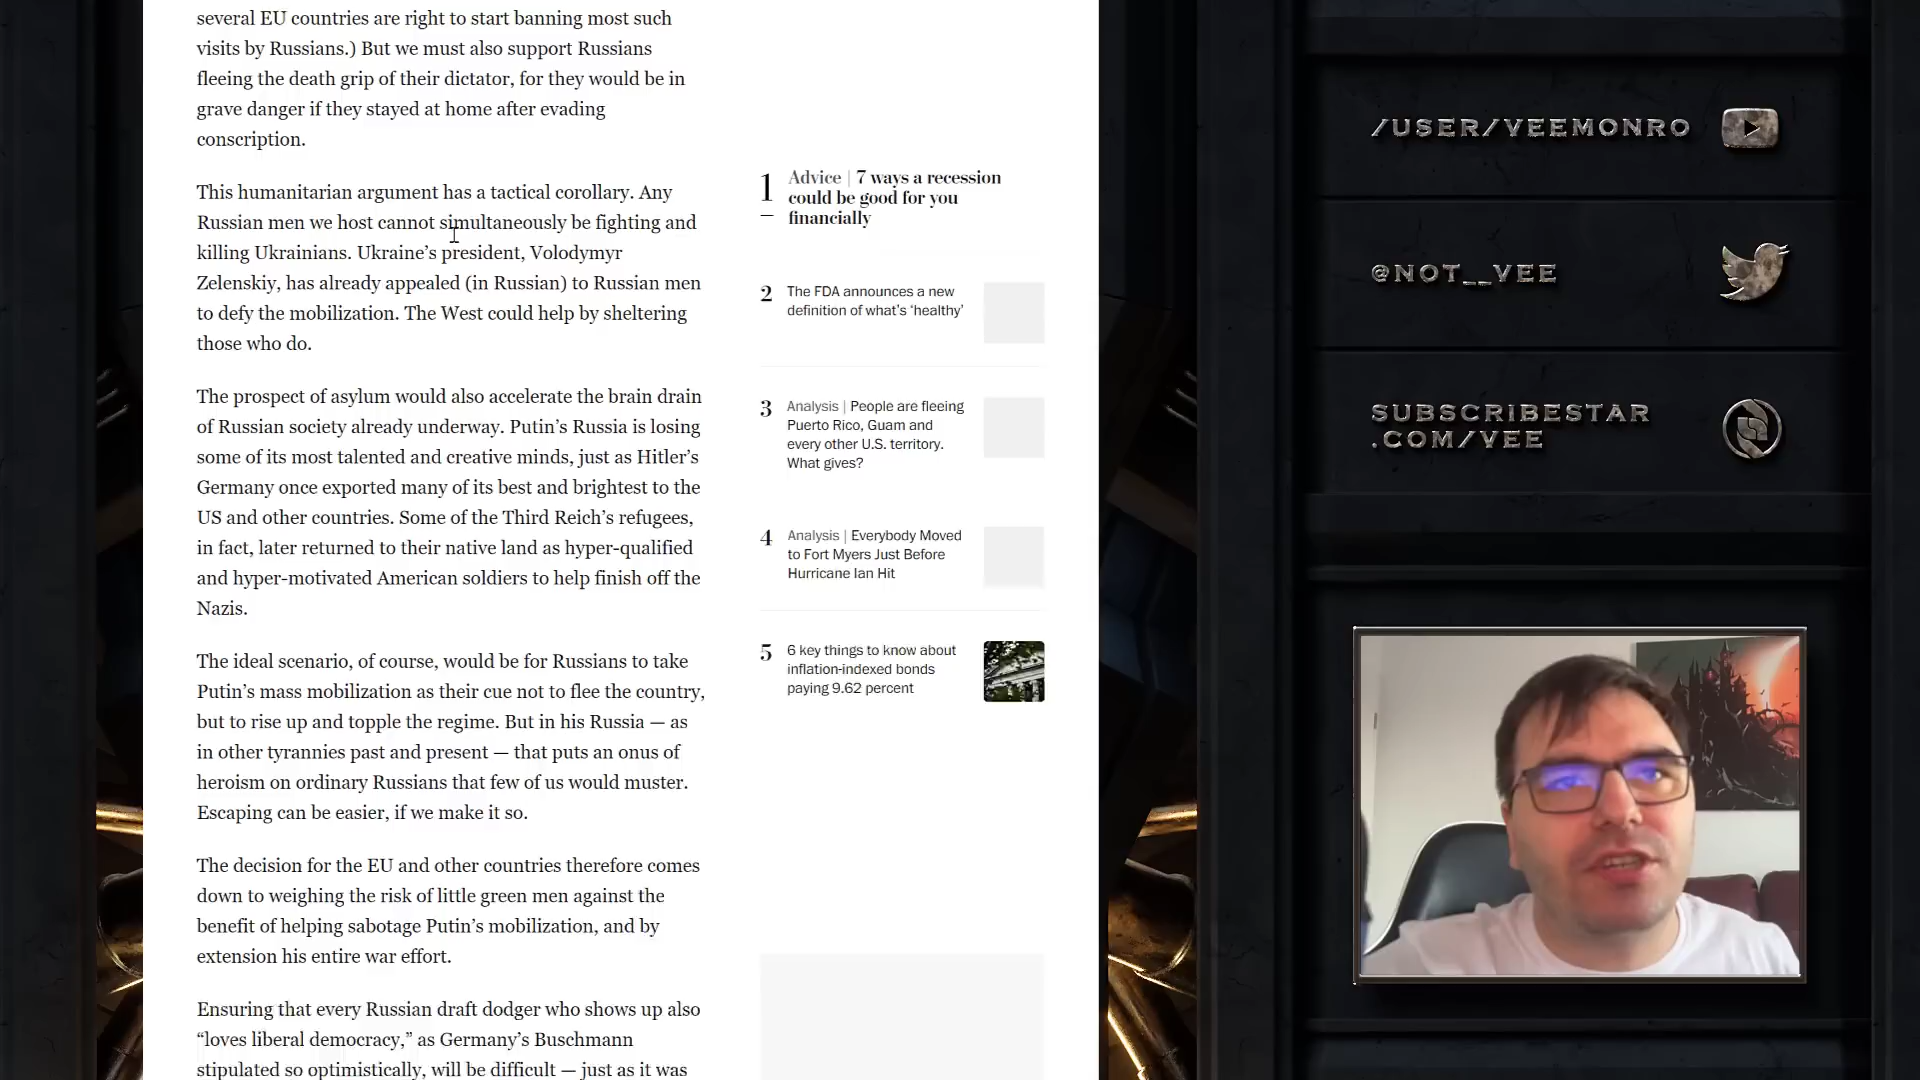 several EU countries are right to start banning most such
visits by Russians.) But we must also support Russians
fleeing the death grip of their dictator, for they would be in
grave danger if they stayed at home after evading
conscription.
This humanitarian argument has a tactical corollary. Any
Russian men we host cannot simultaneously be fighting and
killing Ukrainians. Ukraine’s president, Volodymyr
Zelenskiy, has already appealed (in Russian) to Russian men
to defy the mobilization. The West could help by sheltering
those who do.
The prospect of asylum would also accelerate the brain drain
of Russian society already underway. Putin’s Russia is losing
some of its most talented and creative minds, just as Hitler’s
Germany once exported many of its best and brightest to the
US and other countries. Some of the Third Reich’s refugees,
in fact, later returned to their native land as hyper-qualified
and hyper-motivated American soldiers to help finish off the
Nazis.
The ideal scenario, of course, would be for Russians to take
Putin’s mass mobilization as their cue not to flee the country,
but to rise up and topple the regime. But in his Russia — as
in other tyrannies past and present — that puts an onus of
heroism on ordinary Russians that few of us would muster.
Escaping can be easier, if we make it so.
The decision for the EU and other countries therefore comes
down to weighing the risk of little green men against the
benefit of helping sabotage Putin’s mobilization, and by
extension his entire war effort.
Ensuring that every Russian draft dodger who shows up also
“loves liberal democracy,” as Germany’s Buschmann
stipulated so optimistically, will be difficult — just as it was
1 Advice | 7 ways a recession
could be good for you
financially
2 The FDA announces a new
definition of what’s ‘healthy’
3 Analysis | People are fleeing
Puerto Rico, Guam and
every other U.S. territory.
What gives?
4 Analysis | Everybody Moved
to Fort Myers Just Before
Hurricane Ian Hit
5 6 key things to know about
inflation-indexed bonds
paying 9.62 percent
/USER/VEEMONRO
@NOT__VEE
SUBSCRIBESTAR
.COM/VEE